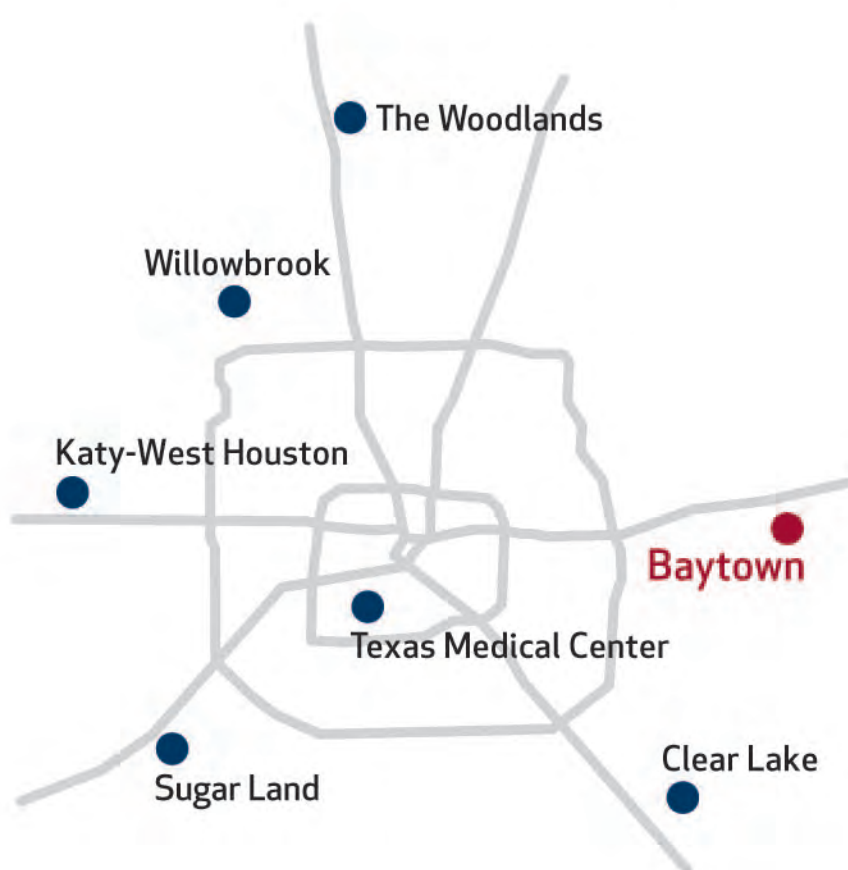 The Woodlands
Willowbrook
Katy-West Houston
Baytown
Texas Medical Center
Clear Lake
Sugar Land